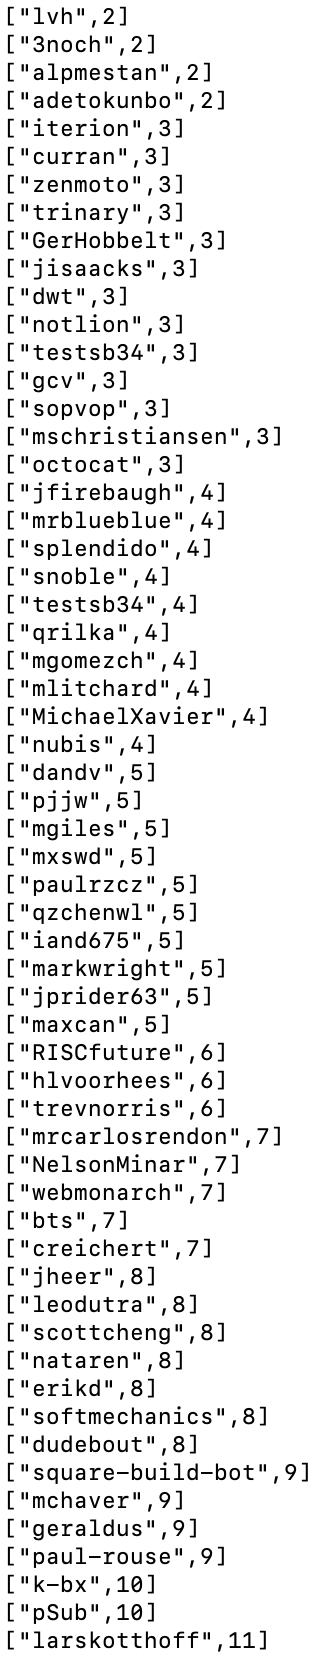 ["lvh",2]
["3noch",2]
["alpmestan",2]
["adetokunbo",2]
["iterion",3]
["curran",3]
["zenmoto",3]
["trinary",3]
["GerHobbelt",3]
["jisaacks",3]
["dwt",3]
["notlion",3]
["testsb34",3]
["gcv",3]
["sopvop",3]
["mschristiansen",3]
["octocat",3]
["jfirebaugh",4]
["mrblueblue",4]
["splendido",4]
["snoble",4]
["testsb34",4]
["qrilka",4]
["mgomezch",4]
["mlitchard",4]
["MichaelXavier",4]
["nubis",4]
["dandv",5]
["pjjw",5]
["mgiles",5]
["mxswd",5]
["paulrzcz",5]
["qzchenwl",5]
["iand675",5]
["markwright",5]
["jprider63",5]
["maxcan",5]
["RISCfuture",6]
["hlvoorhees",6]
["trevnorris",6]
["mrcarlosrendon",7]
["NelsonMinar",7]
["webmonarch",7]
["bts",7]
["creichert",7]
["jheer",8]
["leodutra",8]
["scottcheng",8]
["nataren",8]
["erikd",8]
["softmechanics",8]
["dudebout",8]
["square-build-bot",9]
["mchaver",9]
["geraldus",9]
["paul-rouse",9]
["k-bx",10]
["pSub",10]
["larskotthoff",11]